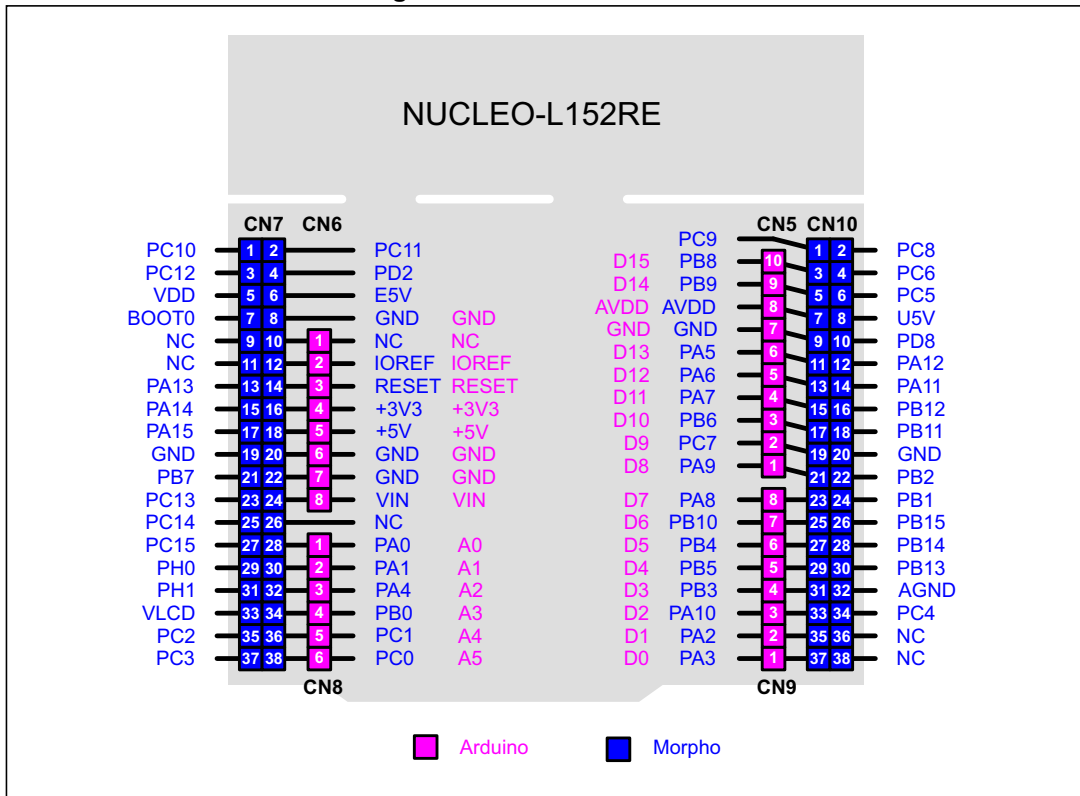 NUCLEO-L152RE
CN7 CN6 CN5 CN10
PC9
PC10 1 2 PC11 1 2 PC8
PC12 3 4 PD2 D15 PB8 10 3 4 PC6
VDD 5 6 E5V D14 PB9 9 5 6 PC5
BOOT0 7 8 GND GND AVDD AVDD 8 7 8 U5V
NC 9 10 1 NC NC GND GND 7 9 10 PD8
NC 11 12 2 IOREF IOREF D13 PA5 6 11 12 PA12
PA13 13 14 3 RESET RESET D12 PA6 5 13 14 PA11
PA14 15 16 4 +3V3 +3V3 D11 PA7 4 15 16 PB12
PA15 17 18 5 +5V +5V D10 PB6 3 17 18 PB11
GND 19 20 6 GND GND D9 PC7 2 19 20 GND
PB7 21 22 7 GND GND D8 PA9 1 21 22 PB2
PC13 23 24 8 VIN VIN D7 PA8 8 23 24 PB1
PC14 25 26 NC D6 PB10 7 25 26 PB15
PC15 27 28 1 PA0 A0 D5 PB4 6 27 28 PB14
PH0 29 30 2 PA1 A1 D4 PB5 5 29 30 PB13
PH1 31 32 3 PA4 A2 D3 PB3 4 31 32 AGND
VLCD 33 34 4 PB0 A3 D2 PA10 3 33 34 PC4
PC2 35 36 5 PC1 A4 D1 PA2 2 35 36 NC
PC3 37 38 6 PC0 A5 D0 PA3 1 37 38 NC
CN8 CN9
Arduino Morpho